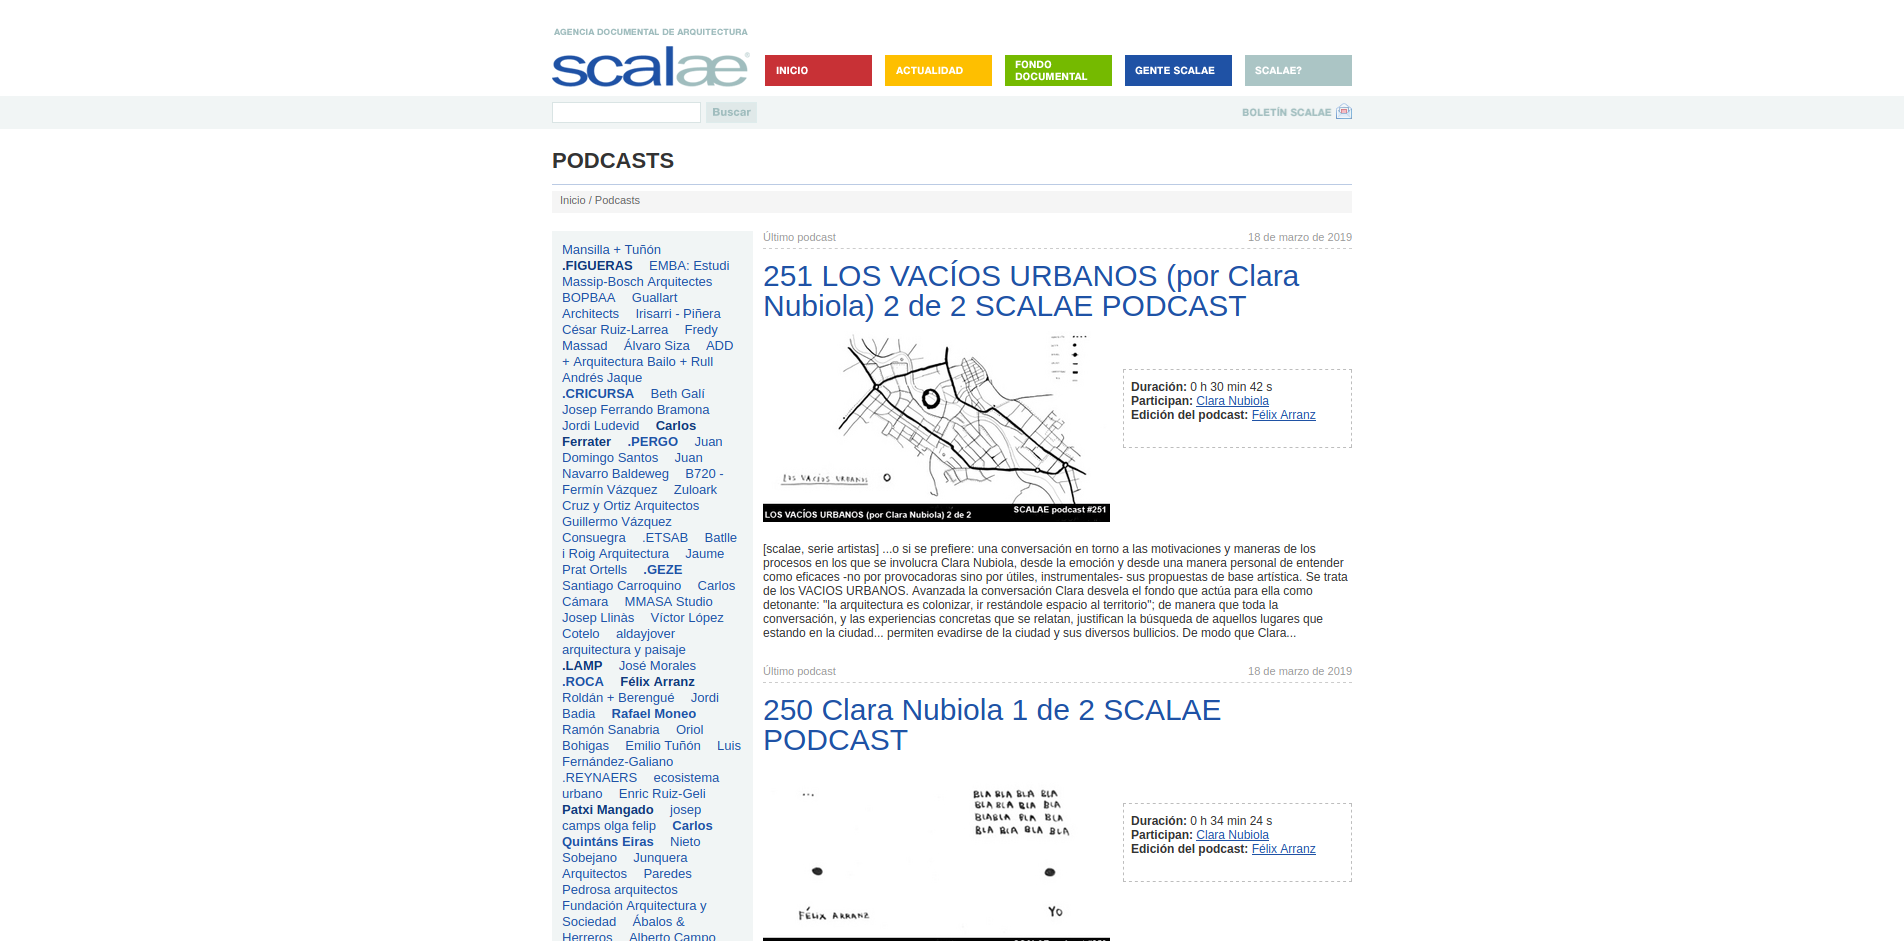 AGENCIA DOCUMENTAL DE ARQUITECTURA
scalae
INICIO
ACTUALIDAD
FONDO
DOCUMENTAL
GENTE SCALAE
SCALAE?
Buscar
BOLETÍN SCALAE
PODCASTS
Inicio / Podcasts
Mansilla + Tuñón
.FIGUERAS EMBA: Estudi
Massip-Bosch Arquitectes
BOPBAA Guallart
Architects Irisarri - Piñera
César Ruiz-Larrea Fredy
Massad Álvaro Siza ADD
+ Arquitectura Bailo + Rull
Andrés Jaque
.CRICURSA Beth Galí
Josep Ferrando Bramona
Jordi Ludevid Carlos
Ferrater .PERGO Juan
Domingo Santos Juan
Navarro Baldeweg B720 -
Fermín Vázquez Zuloark
Cruz y Ortiz Arquitectos
Guillermo Vázquez
Consuegra .ETSAB Batlle
i Roig Arquitectura Jaume
Prat Ortells .GEZE
Santiago Carroquino Carlos
Cámara MMASA Studio
Josep Llinàs Víctor López
Cotelo aldayjover
arquitectura y paisaje
.LAMP José Morales
.ROCA Félix Arranz
Roldán + Berengué Jordi
Badia Rafael Moneo
Ramón Sanabria Oriol
Bohigas Emilio Tuñón Luis
Fernández-Galiano
.REYNAERS ecosistema
urbano Enric Ruiz-Geli
Patxi Mangado josep
camps olga felip Carlos
Quintáns Eiras Nieto
Sobejano Junquera
Arquitectos Paredes
Pedrosa arquitectos
Fundación Arquitectura y
Sociedad Ábalos &
Herreros Alberto Campo
Último podcast 18 de marzo de 2019
251 LOS VACÍOS URBANOS (por Clara
Nubiola) 2 de 2 SCALAE PODCAST
LOS VACÍOS URBANOS
LOS VACÍOS URBANOS (por Clara Nubiola) 2 de 2 SCALAE podcast #251
Duración: 0 h 30 min 42 s
Participan: Clara Nubiola
Edición del podcast: Félix Arranz
[scalae, serie artistas] ...o si se prefiere: una conversación en torno a las motivaciones y maneras de los
procesos en los que se involucra Clara Nubiola, desde la emoción y desde una manera personal de entender
como eficaces -no por provocadoras sino por útiles, instrumentales- sus propuestas de base artística. Se trata
de los VACIOS URBANOS. Avanzada la conversación Clara desvela el fondo que actúa para ella como
detonante: "la arquitectura es colonizar, ir restándole espacio al territorio"; de manera que toda la
conversación, y las experiencias concretas que se relatan, justifican la búsqueda de aquellos lugares que
estando en la ciudad... permiten evadirse de la ciudad y sus diversos bullicios. De modo que Clara...
Último podcast 18 de marzo de 2019
250 Clara Nubiola 1 de 2 SCALAE
PODCAST
...
BLA BLA BLA BLA
BLA BLA BLA BLA
BLABLA BLA BLA
BLA BLA BLA BLA
FÉLIX ARRANZ
YO
Duración: 0 h 34 min 24 s
Participan: Clara Nubiola
Edición del podcast: Félix Arranz